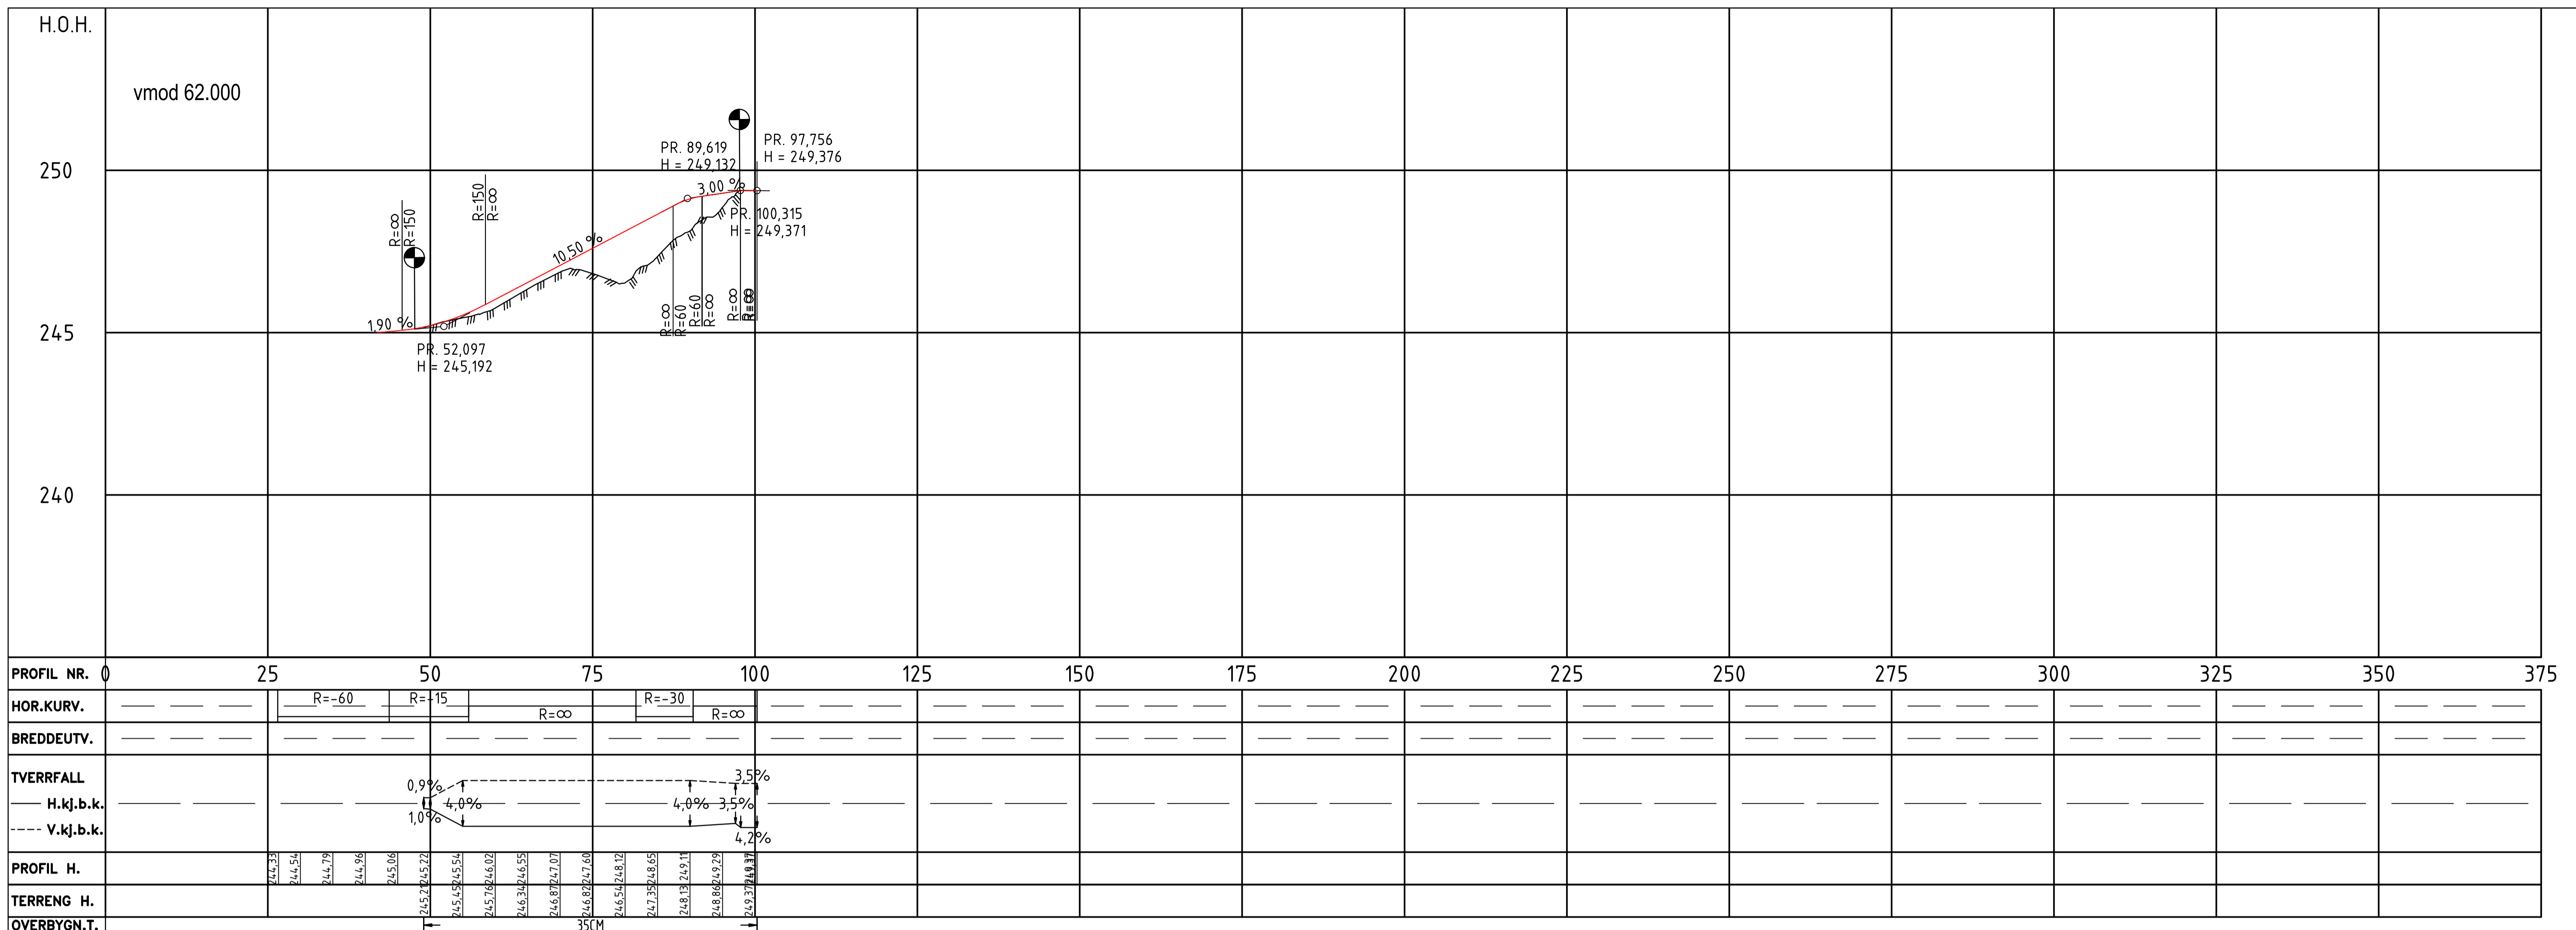 H.O.H.
vmod 62.000
PR. 89,619
H = 249,132
PR. 97,756
H = 249,376
250
3,00 %
R=∞
R=150
R=150
R=∞
PR. 100,315
H = 249,371
10,50 %
1,90 %
245
R=∞
R=60
R=60
R=∞
R=∞
R=∞
PR. 52,097
H = 245,192
240
PROFIL NR. 0 25 50 75 100 125 150 175 200 225 250 275 300 325 350 375
HOR.KURV. R=-60 R=-15 R=∞ R=-30 R=∞
BREDDEUTV.
TVERRFALL
H.kj.b.k.
V.kj.b.k.
0,9% 3,5%
4,0% 4,0% 3,5%
1,0% 4,2%
PROFIL H. 244,33 244,54 244,79 244,96 245,06 245,22 245,54 246,02 246,55 247,07 247,60 248,12 248,65 249,11 249,29
TERRENG H. 245,21 245,45 245,76 246,34 246,87 246,82 246,54 247,35 248,13 248,86 249,37
OVERBYGN.T. 35CM